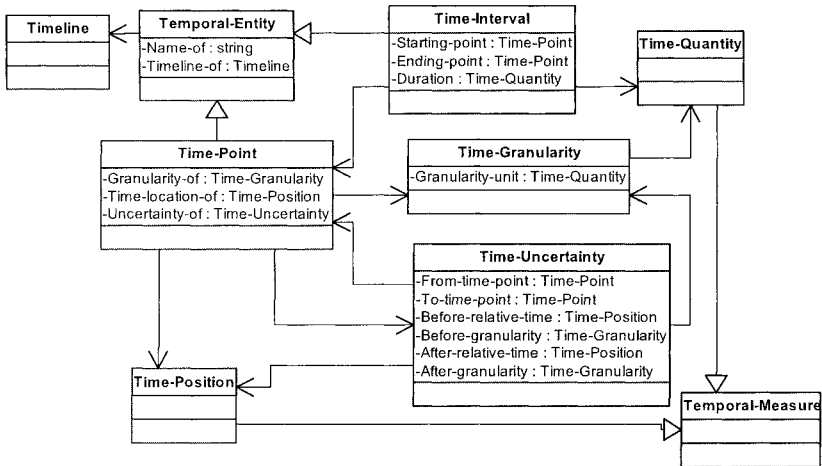 Timeline
Temporal-Entity
-Name-of : string
-Timeline-of : Timeline
Time-Interval
-Starting-point : Time-Point
-Ending-point : Time-Point
-Duration : Time-Quantity
Time-Quantity
Time-Point
-Granularity-of : Time-Granularity
-Time-location-of : Time-Position
-Uncertainty-of : Time-Uncertainty
Time-Granularity
-Granularity-unit : Time-Quantity
Time-Uncertainty
-From-time-point : Time-Point
-To-time-point : Time-Point
-Before-relative-time : Time-Position
-Before-granularity : Time-Granularity
-After-relative-time : Time-Position
-After-granularity : Time-Granularity
Time-Position
Temporal-Measure